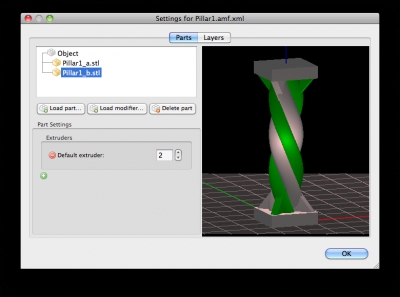 Settings for Pillar1.amf.xml
Parts Layers
Object
Pillar1_a.stl
Pillar1_b.stl
Load part... Load modifier... Delete part
Part Settings
Extruders
Default extruder: 2
OK